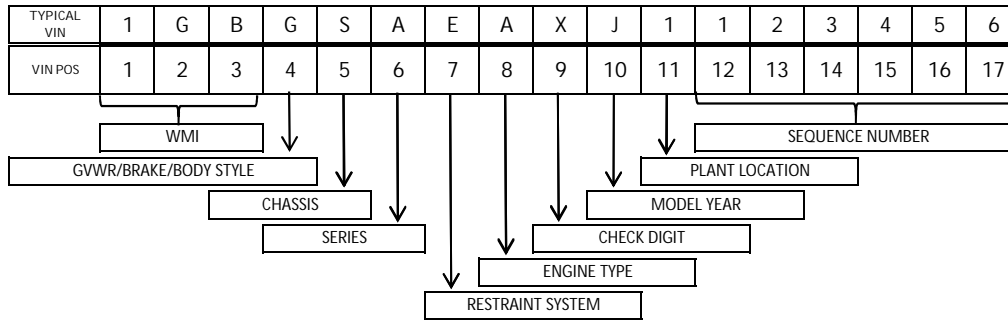 TYPICAL VIN 1 G B G S A E A X J 1 1 2 3 4 5 6
VIN POS 1 2 3 4 5 6 7 8 9 10 11 12 13 14 15 16 17
WMI SEQUENCE NUMBER
GVWR/BRAKE/BODY STYLE PLANT LOCATION
CHASSIS MODEL YEAR
SERIES CHECK DIGIT
ENGINE TYPE
RESTRAINT SYSTEM